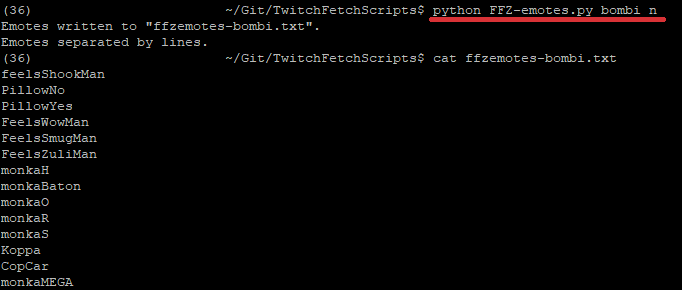 (36) ~/Git/TwitchFetchScripts$ python FFZ-emotes.py bombi n
Emotes written to "ffzemotes-bombi.txt".
Emotes separated by lines.
(36) ~/Git/TwitchFetchScripts$ cat ffzemotes-bombi.txt
feelsShookMan
PillowNo
PillowYes
FeelsWowMan
FeelsSmugMan
FeelsZuliMan
monkaH
monkaBaton
monkaO
monkaR
monkaS
Koppa
CopCar
monkaMEGA